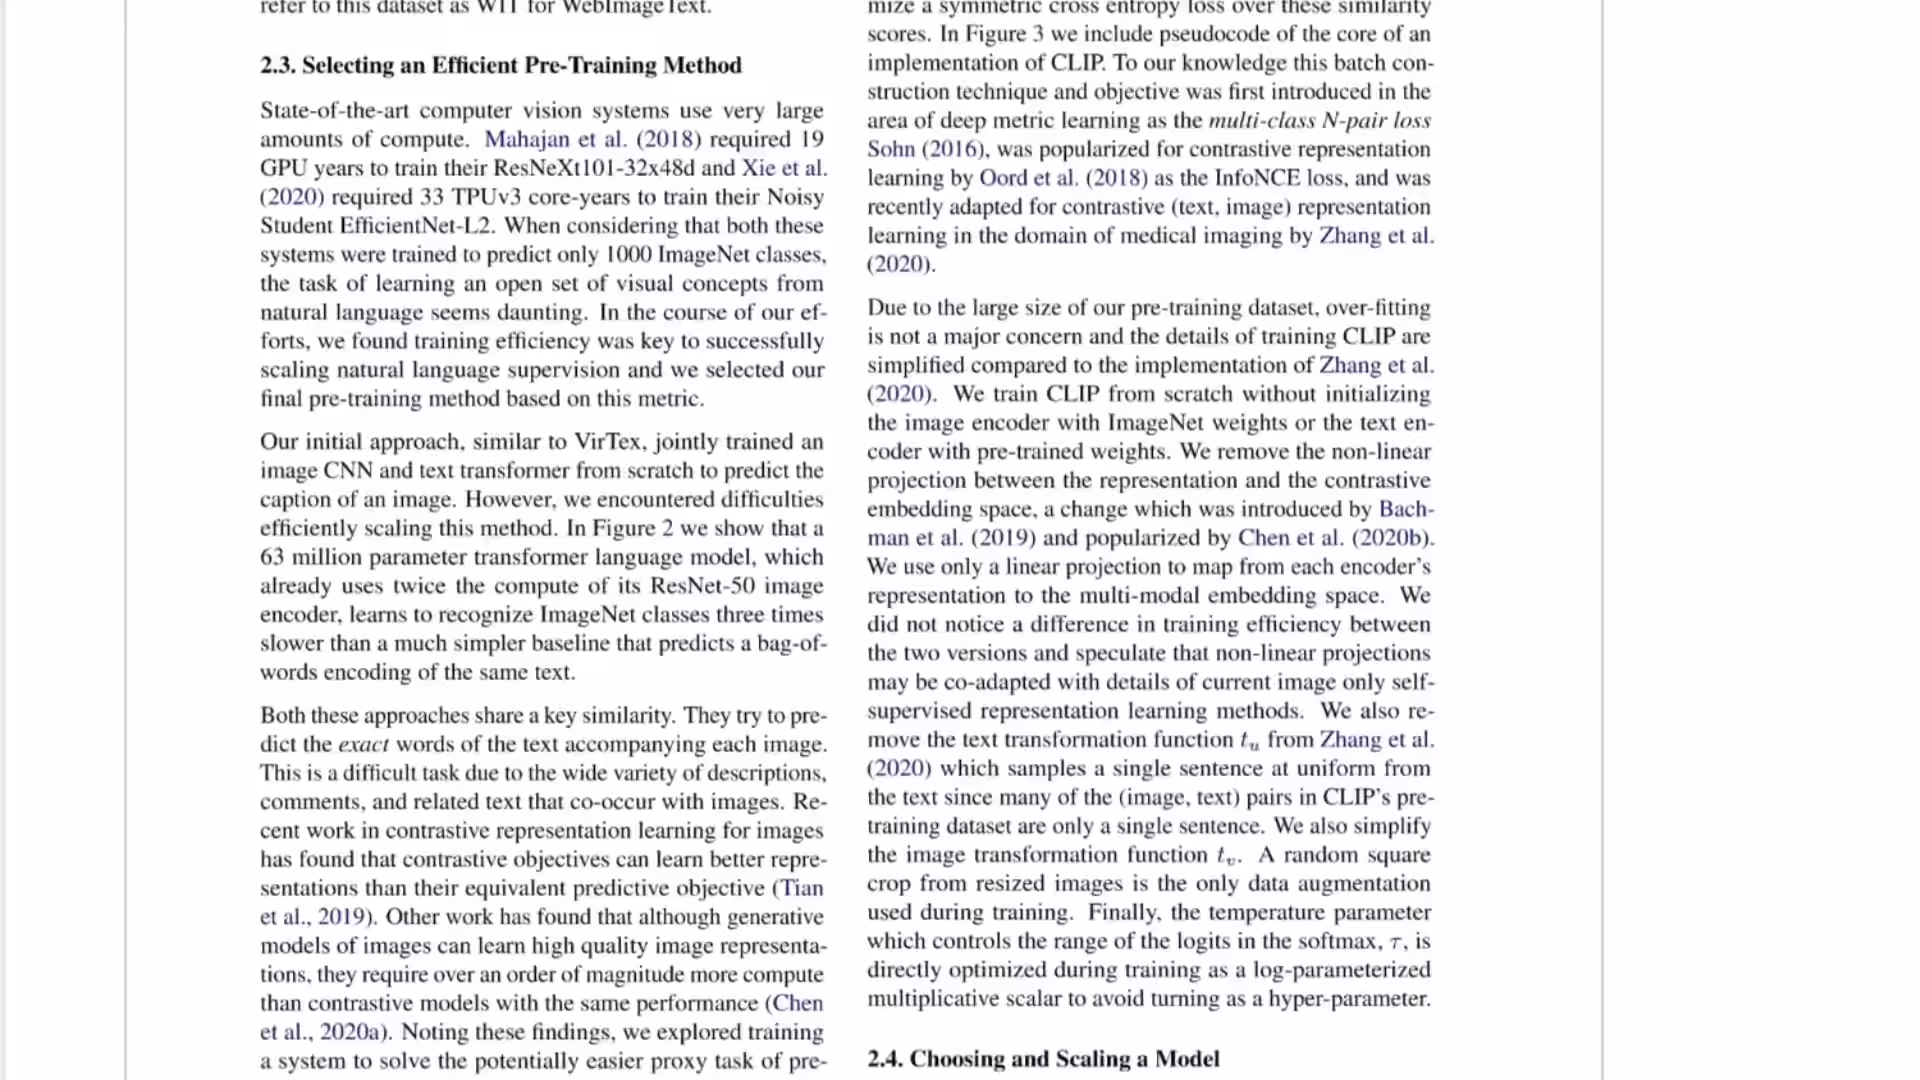 refer to this dataset as WIT for WebImageText.
2.3. Selecting an Efficient Pre-Training Method
State-of-the-art computer vision systems use very large
amounts of compute. Mahajan et al. (2018) required 19
GPU years to train their ResNeXt101-32x48d and Xie et al.
(2020) required 33 TPUv3 core-years to train their Noisy
Student EfficientNet-L2. When considering that both these
systems were trained to predict only 1000 ImageNet classes,
the task of learning an open set of visual concepts from
natural language seems daunting. In the course of our ef-
forts, we found training efficiency was key to successfully
scaling natural language supervision and we selected our
final pre-training method based on this metric.
Our initial approach, similar to VirTex, jointly trained an
image CNN and text transformer from scratch to predict the
caption of an image. However, we encountered difficulties
efficiently scaling this method. In Figure 2 we show that a
63 million parameter transformer language model, which
already uses twice the compute of its ResNet-50 image
encoder, learns to recognize ImageNet classes three times
slower than a much simpler baseline that predicts a bag-of-
words encoding of the same text.
Both these approaches share a key similarity. They try to pre-
dict the exact words of the text accompanying each image.
This is a difficult task due to the wide variety of descriptions,
comments, and related text that co-occur with images. Re-
cent work in contrastive representation learning for images
has found that contrastive objectives can learn better repre-
sentations than their equivalent predictive objective (Tian
et al., 2019). Other work has found that although generative
models of images can learn high quality image representa-
tions, they require over an order of magnitude more compute
than contrastive models with the same performance (Chen
et al., 2020a). Noting these findings, we explored training
a system to solve the potentially easier proxy task of pre-
mize a symmetric cross entropy loss over these similarity
scores. In Figure 3 we include pseudocode of the core of an
implementation of CLIP. To our knowledge this batch con-
struction technique and objective was first introduced in the
area of deep metric learning as the multi-class N-pair loss
Sohn (2016), was popularized for contrastive representation
learning by Oord et al. (2018) as the InfoNCE loss, and was
recently adapted for contrastive (text, image) representation
learning in the domain of medical imaging by Zhang et al.
(2020).
Due to the large size of our pre-training dataset, over-fitting
is not a major concern and the details of training CLIP are
simplified compared to the implementation of Zhang et al.
(2020). We train CLIP from scratch without initializing
the image encoder with ImageNet weights or the text en-
coder with pre-trained weights. We remove the non-linear
projection between the representation and the contrastive
embedding space, a change which was introduced by Bach-
man et al. (2019) and popularized by Chen et al. (2020b).
We use only a linear projection to map from each encoder's
representation to the multi-modal embedding space. We
did not notice a difference in training efficiency between
the two versions and speculate that non-linear projections
may be co-adapted with details of current image only self-
supervised representation learning methods. We also re-
move the text transformation function t_u from Zhang et al.
(2020) which samples a single sentence at uniform from
the text since many of the (image, text) pairs in CLIP's pre-
training dataset are only a single sentence. We also simplify
the image transformation function t_v. A random square
crop from resized images is the only data augmentation
used during training. Finally, the temperature parameter
which controls the range of the logits in the softmax, τ, is
directly optimized during training as a log-parameterized
multiplicative scalar to avoid turning as a hyper-parameter.
2.4. Choosing and Scaling a Model